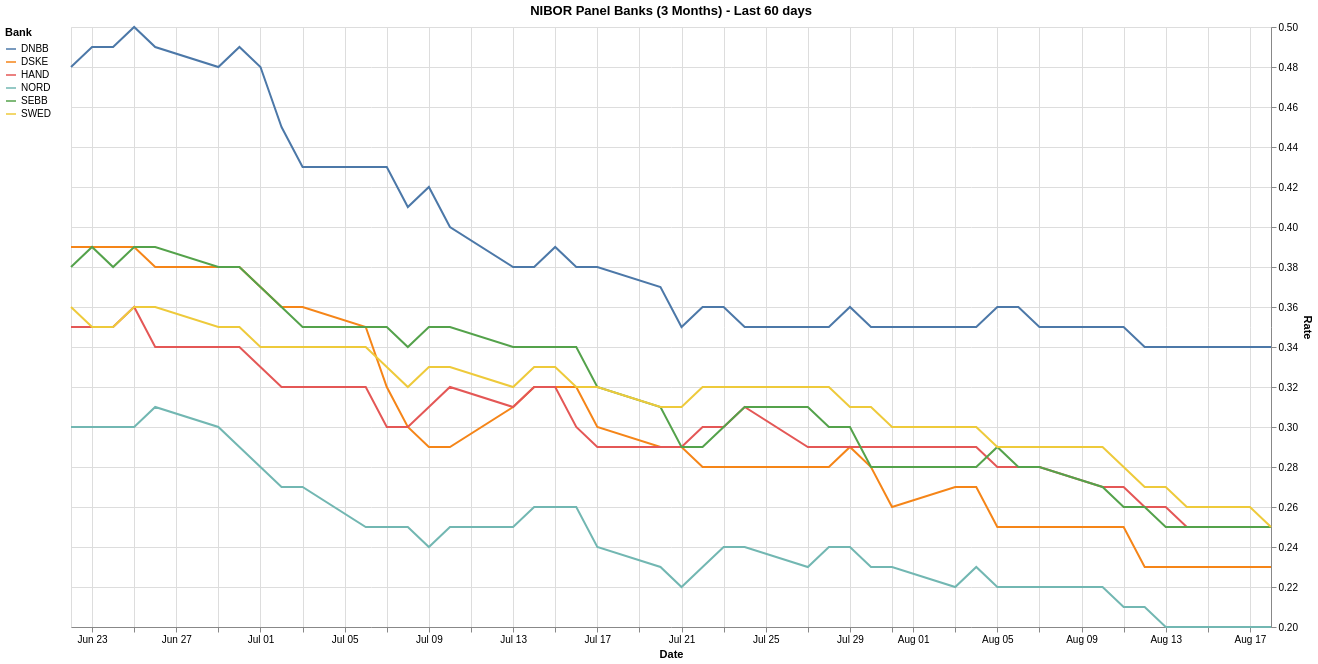 NIBOR Panel Banks (3 Months) - Last 60 days
Bank
DNBB
DSKE
HAND
NORD
SEBB
SWED
0.50
0.48
0.46
0.44
0.42
0.40
0.38
0.36
0.34
0.32
0.30
0.28
0.26
0.24
0.22
0.20
Rate
Jun 23 Jun 27 Jul 01 Jul 05 Jul 09 Jul 13 Jul 17 Jul 21 Jul 25 Jul 29 Aug 01 Aug 05 Aug 09 Aug 13 Aug 17
Date